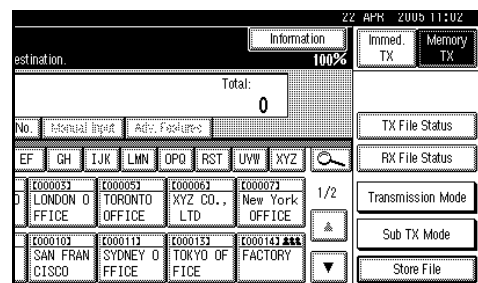 22 APR 2005 11:02
Information
Immed. TX
Memory TX
estination.
100%
Total:
0
No. Manual Input Adv. Features
TX File Status
EF GH IJK LMN OPQ RST UVW XYZ
RX File Status
[00003] [00005] [00006] [00007]
LONDON O TORONTO XYZ CO., New York
FFICE OFFICE LTD OFFICE
1/2
Transmission Mode
[00010] [00011] [00013] [00014]
SAN FRAN SYDNEY O TOKYO OF FACTORY
CISCO FFICE FICE
Sub TX Mode
Store File